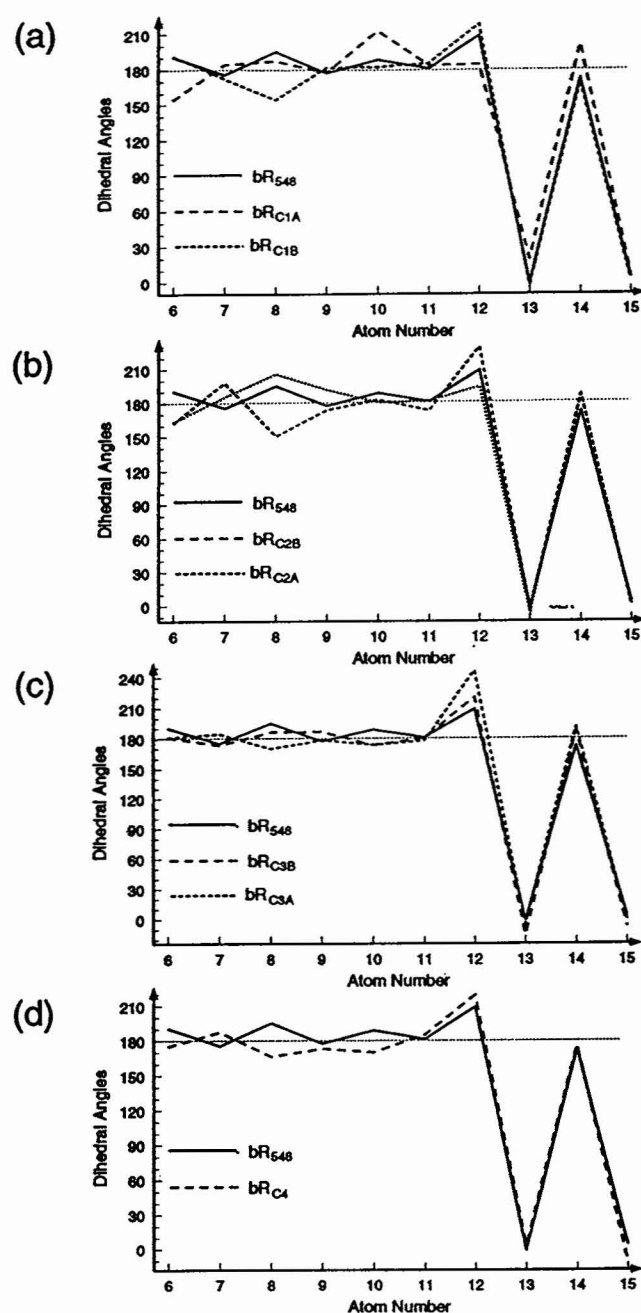 (a)
Dihedral Angles
210
180
150
120
90
60
30
0
bR548
bRC1A
bRC1B
6 7 8 9 10 11 12 13 14 15
Atom Number
(b)
Dihedral Angles
210
180
150
120
90
60
30
0
bR548
bRC2B
bRC2A
6 7 8 9 10 11 12 13 14 15
Atom Number
(c)
Dihedral Angles
240
210
180
150
120
90
60
30
0
bR548
bRC3B
bRC3A
6 7 8 9 10 11 12 13 14 15
Atom Number
(d)
Dihedral Angles
210
180
150
120
90
60
30
0
bR548
bRC4
6 7 8 9 10 11 12 13 14 15
Atom Number